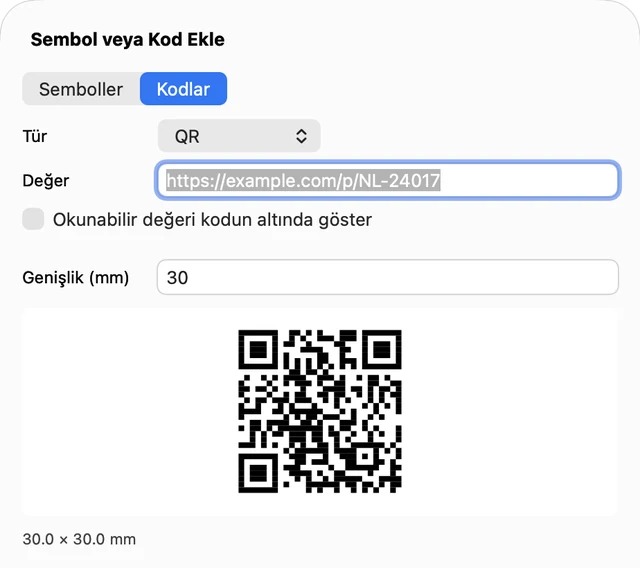 Sembol veya Kod Ekle
Semboller Kodlar
Tür QR
Değer https://example.com/p/NL-24017
Okunabilir değeri kodun altında göster
Genişlik (mm) 30
30.0 × 30.0 mm